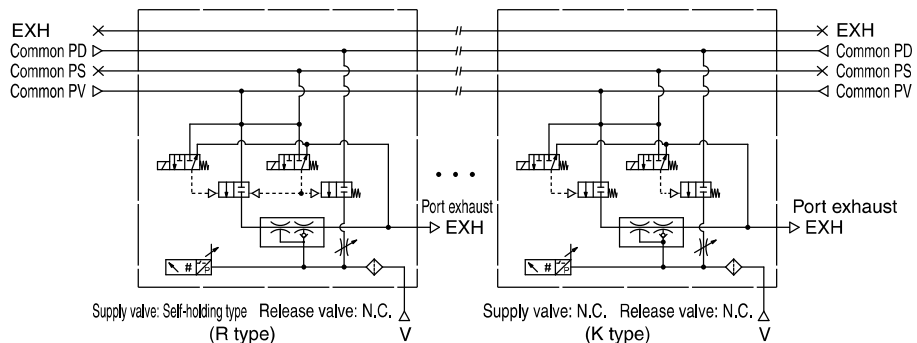 EXH
Common PD
Common PS
Common PV
EXH
Common PD
Common PS
Common PV
Port exhaust
EXH
Port exhaust
EXH
# P
# P
Supply valve: Self-holding type Release valve: N.C.
(R type)
V
Supply valve: N.C. Release valve: N.C.
(K type)
V